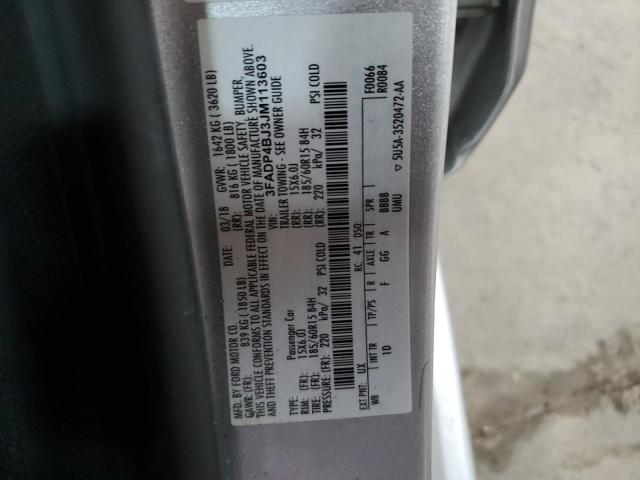 MFD. BY FORD MOTOR CO.
DATE: 03/18 GVWR: 1642 KG ( 3620 LB)
GAWR: (FR): 839 KG ( 1850 LB) (RR): 816 KG ( 1800 LB)
THIS VEHICLE CONFORMS TO ALL APPLICABLE FEDERAL MOTOR VEHICLE SAFETY, BUMPER,
AND THEFT PREVENTION STANDARDS IN EFFECT ON THE DATE OF MANUFACTURE SHOWN ABOVE.
VIN: 3FADP4BJ3JM113603
TYPE: Passenger Car TRAILER TOWING - SEE OWNER GUIDE
RIM: (FR): 15X6.0J (RR): 15X6.0J
TIRE: (FR): 185/60R15 84H (RR): 185/60R15 84H
PSI: (FR): 220 kPa/ 32 PSI COLD (RR): 220 kPa/ 32 PSI COLD
RC: 41 DSO: F0066
EXT PNT: UX R0084
WB INT TR TP/PS R AXLE TR SPR
1D F GG A BBBB
UMU
5U5A-3520472-AA